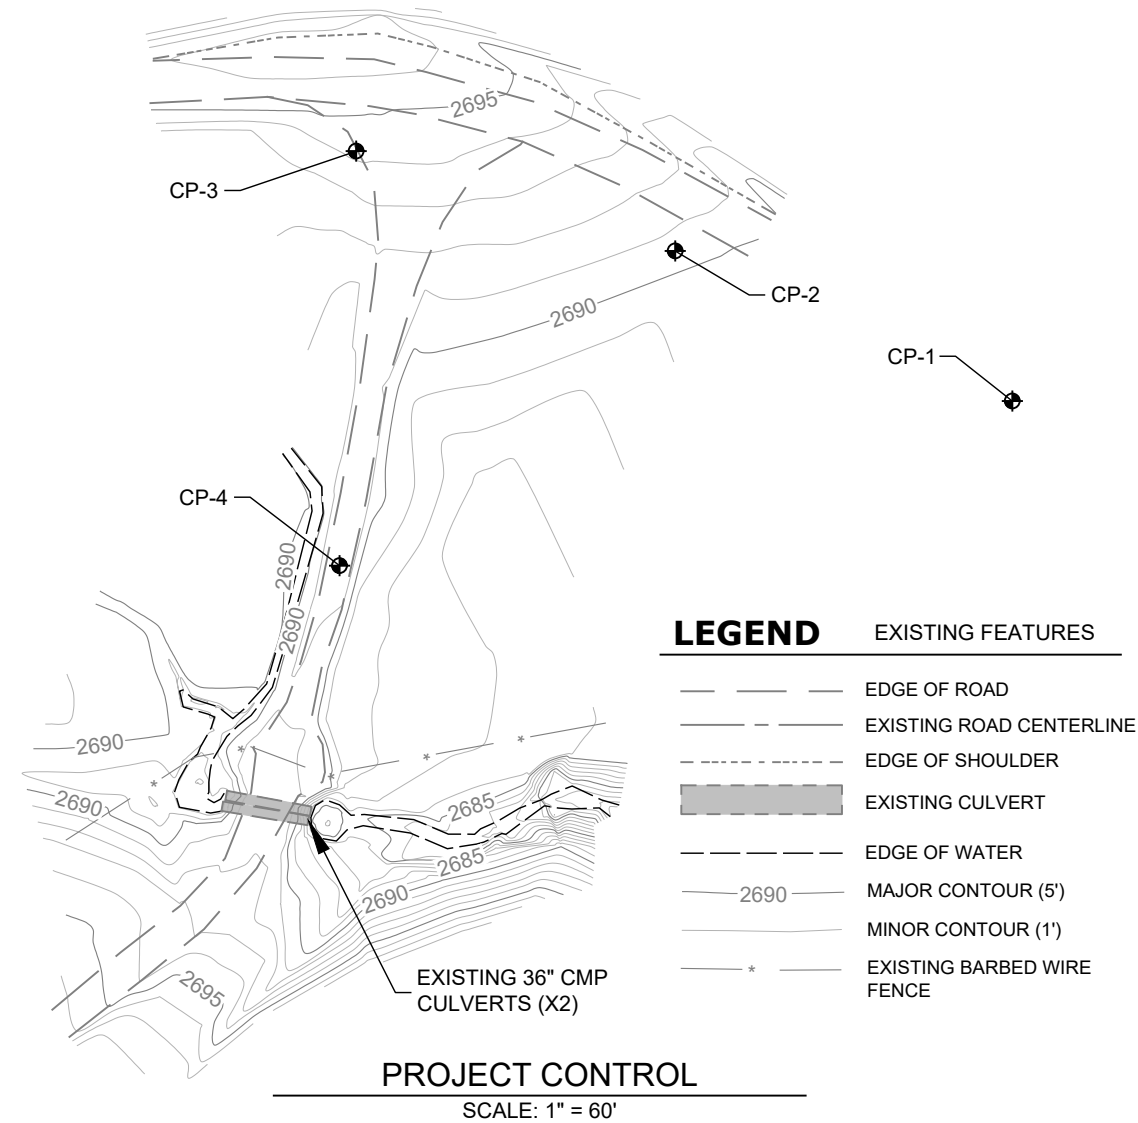 2695
CP-3
CP-2
2690
CP-1
CP-4
2690
2690
LEGEND EXISTING FEATURES
EDGE OF ROAD
EXISTING ROAD CENTERLINE
EDGE OF SHOULDER
EXISTING CULVERT
EDGE OF WATER
2690 MAJOR CONTOUR (5')
MINOR CONTOUR (1')
* EXISTING BARBED WIRE
FENCE
2690
2690
2685
2685
2690
2695
EXISTING 36" CMP
CULVERTS (X2)
PROJECT CONTROL
SCALE: 1" = 60'